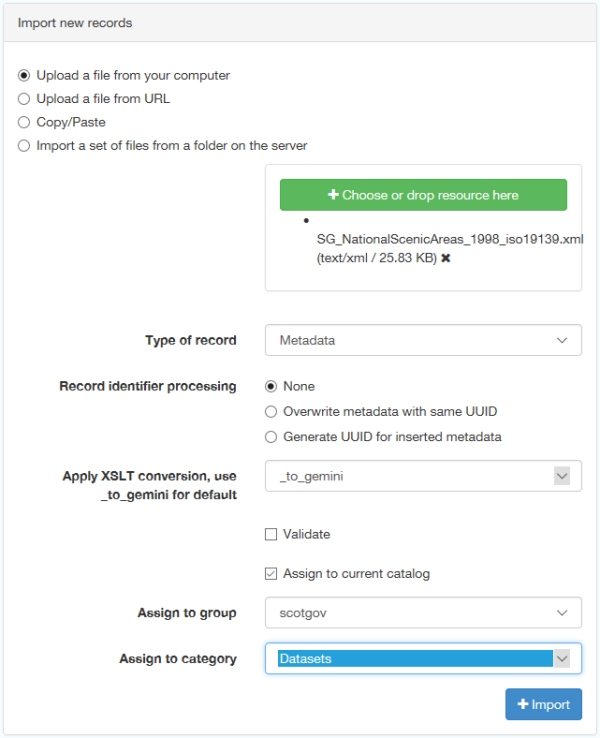 Import new records
Upload a file from your computer
Upload a file from URL
Copy/Paste
Import a set of files from a folder on the server
Choose or drop resource here
SG_NationalScenicAreas_1998_iso19139.xml
(text/xml / 25.83 KB)
Type of record
Metadata
Record identifier processing
None
Overwrite metadata with same UUID
Generate UUID for inserted metadata
Apply XSLT conversion, use
_to_gemini for default
_to_gemini
Validate
Assign to current catalog
Assign to group
scotgov
Assign to category
Datasets
Import